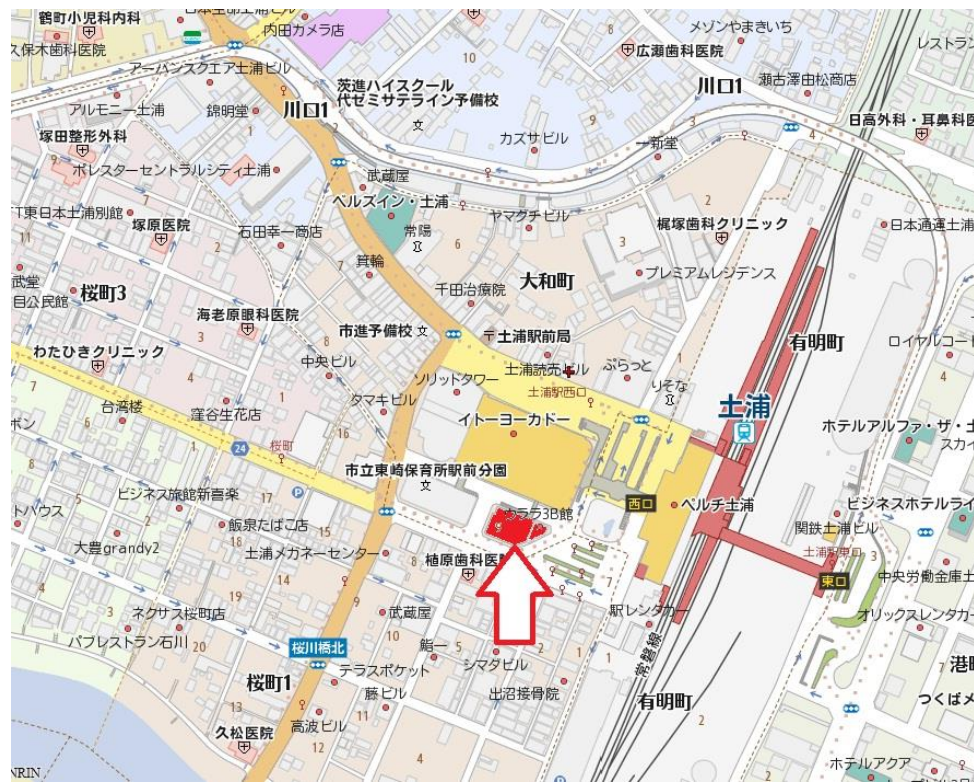 鶴町小児科内科
内田カメラ店
久保木歯科医院
アーバンスクエア土浦ビル
アルモニー土浦
錦明堂
川口1
茨進ハイスクール
代ゼミサテライン予備校
10
カズサビル
広瀬歯科医院
メゾンやまきいち
川口1
瀬古澤由松商店
レストラン
日高外科・耳鼻科医
塚田整形外科
ポレスターセントラルシティ土浦
武蔵屋
ベルズイン・土浦
常陽
ヤマグチビル
一新堂
梶塚歯科クリニック
日本通運土浦
T東日本土浦別館
塚原医院
石田幸一商店
箕輪
千田治療院
大和町
プレミアムレジデンス
有明町
ロイヤルコート
武堂
目公民館
桜町3
海老原眼科医院
市進予備校
〒土浦駅前局
わたひきクリニック
中央ビル
ソリッドタワー
土浦読売ビル
ぷらっと
りそな
土浦駅西口
土浦
台湾楼
窪谷生花店
タマキビル
イトーヨーカドー
ホテルアルファ・ザ・土
スカイ
24
桜町
市立東崎保育所駅前分園
西口
ペルチ土浦
ビジネスホテルライ
トハウス
ビジネス旅館新喜楽
飯泉たばこ店
ウララ3B館
関鉄土浦ビル
土浦駅東口
大豊grandy2
土浦メガネーセンター
植原歯科医院
東口
中央労働金庫土
ネクサス桜町店
武蔵屋
駅レンタカー
オリックスレンタカー
パブレストラン石川
桜川橋北
鮨一
シマダビル
常磐線
港町
桜町1
テラスポケット
藤ビル
出沼接骨院
有明町
つくばメ
久松医院
高波ビル
ホテルアクア
NRIN